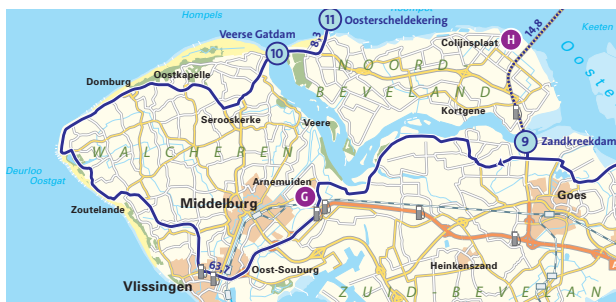 Hompels
11 Oosterscheldekering
H
14,8
Keeten
Veerse Gatdam
8,3
Colijnsplaat
10
NOORD
Ooste
Oostkapelle
Domburg
BEVELAND
Kortgene
Serooskerke
Veere
9 Zandkreekdam
WALCHEREN
Deurloo
Oostgat
Arnemuiden
G
Goes
Zoutelande
Middelburg
63,7
Oost-Souburg
Heinkenszand
Vlissingen
ZUID-BEVELAN